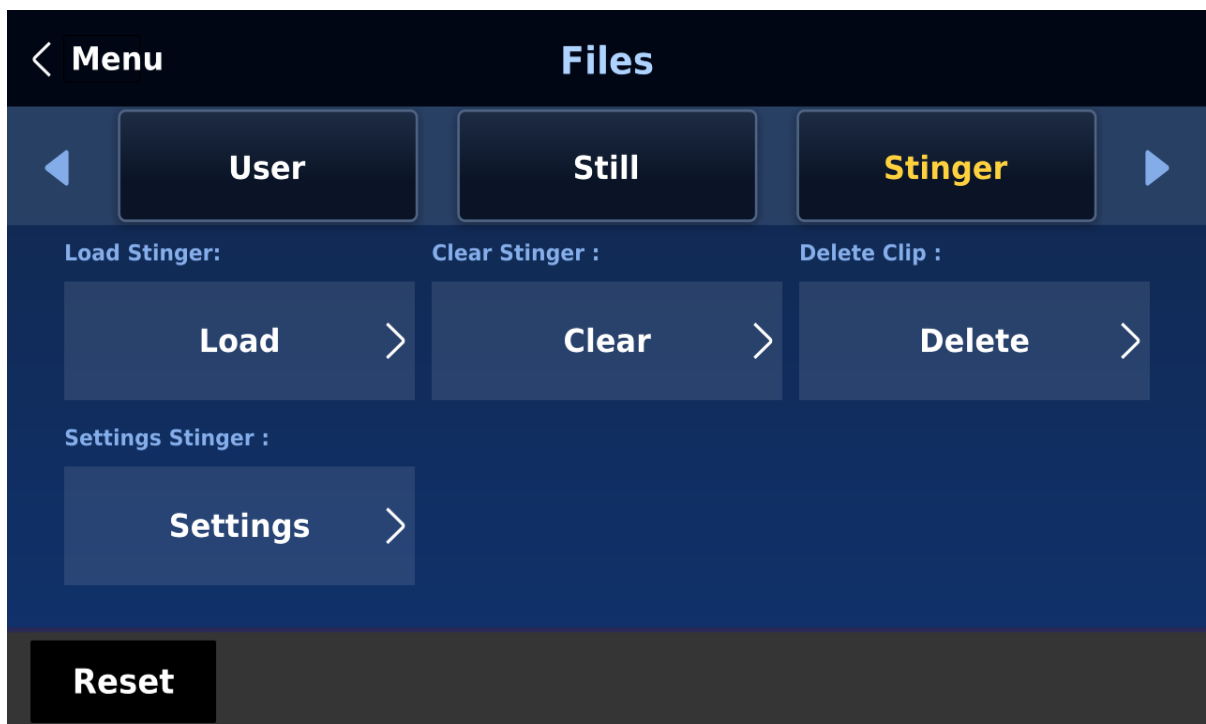 Menu
Files
User
Still
Stinger
Load Stinger:
Clear Stinger :
Delete Clip :
Load
Clear
Delete
Settings Stinger :
Settings
Reset